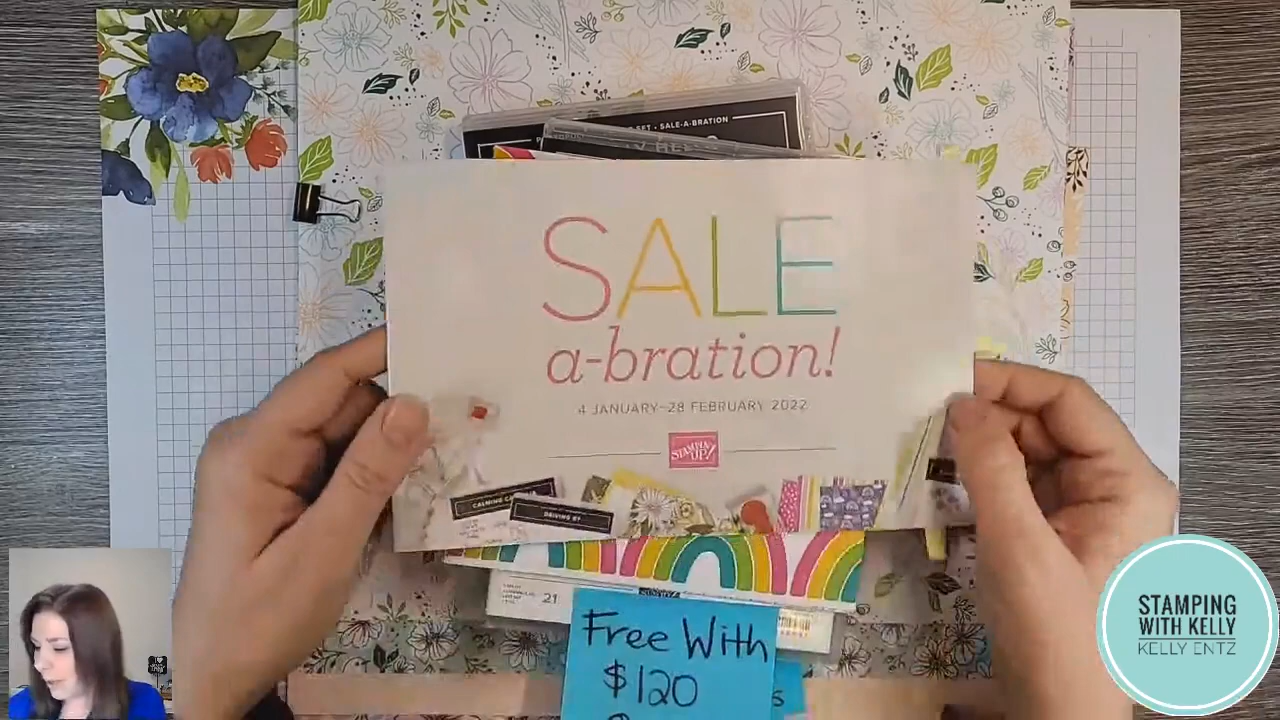 SET • SALE-A-BRATION
SALE
a-bration!
4 JANUARY–28 FEBRUARY 2022
STAMPIN' UP!
DRIVING BY
21
Free With
$120
STAMPING
WITH KELLY
KELLY ENTZ